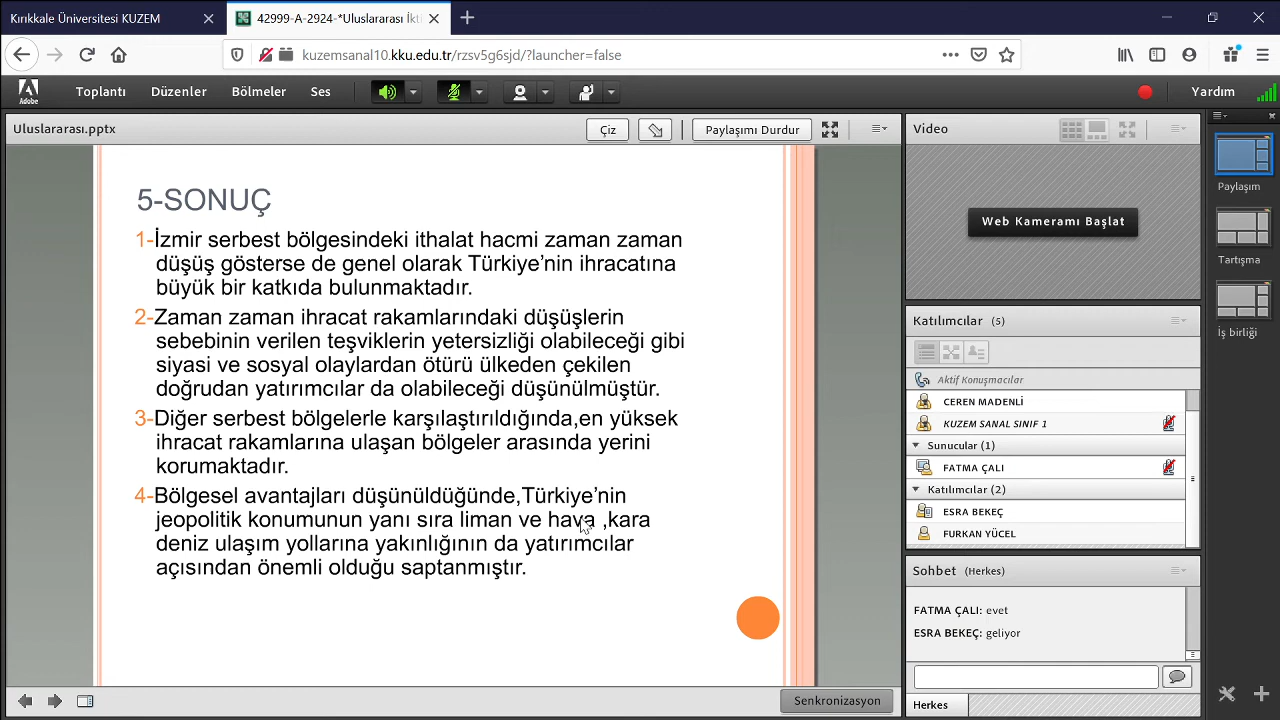 Kırıkkale Üniversitesi KUZEM
42999-A-2924-*Uluslararası İkti
kuzemsanal10.kku.edu.tr/rzsv5g6sjd/?launcher=false
Adobe
Toplantı
Düzenler
Bölmeler
Ses
Yardım
Uluslararası.pptx
Çiz
Paylaşımı Durdur
5-SONUÇ
1-İzmir serbest bölgesindeki ithalat hacmi zaman zaman
düşüş gösterse de genel olarak Türkiye’nin ihracatına
büyük bir katkıda bulunmaktadır.
2-Zaman zaman ihracat rakamlarındaki düşüşlerin
sebebinin verilen teşviklerin yetersizliği olabileceği gibi
siyasi ve sosyal olaylardan ötürü ülkeden çekilen
doğrudan yatırımcılar da olabileceği düşünülmüştür.
3-Diğer serbest bölgelerle karşılaştırıldığında,en yüksek
ihracat rakamlarına ulaşan bölgeler arasında yerini
korumaktadır.
4-Bölgesel avantajları düşünüldüğünde,Türkiye’nin
jeopolitik konumunun yanı sıra liman ve hava ,kara
deniz ulaşım yollarına yakınlığının da yatırımcılar
açısından önemli olduğu saptanmıştır.
Senkronizasyon
Video
Web Kameramı Başlat
Katılımcılar (5)
Aktif Konuşmacılar
CEREN MADENLİ
KUZEM SANAL SINIF 1
Sunucular (1)
FATMA ÇALI
Katılımcılar (2)
ESRA BEKEÇ
FURKAN YÜCEL
Sohbet (Herkes)
FATMA ÇALI: evet
ESRA BEKEÇ: geliyor
Herkes
Paylaşım
Tartışma
İş birliği